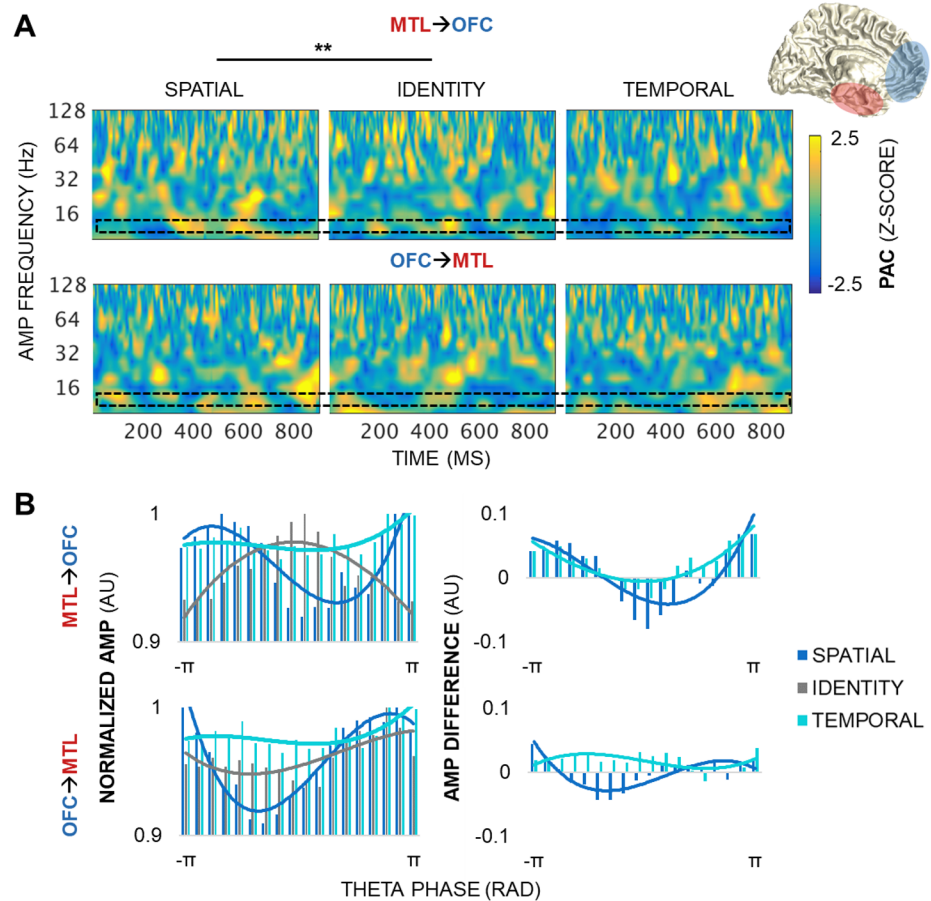 A
MTL→OFC
**
SPATIAL IDENTITY TEMPORAL
128
64
32
16
AMP FREQUENCY (Hz)
2.5
-2.5
PAC (Z-SCORE)
OFC→MTL
128
64
32
16
200 400 600 800 200 400 600 800 200 400 600 800
TIME (MS)
B
MTL→OFC
1
0.9
-π π
0.1
0
-0.1
-π π
NORMALIZED AMP (AU)
AMP DIFFERENCE (AU)
SPATIAL
IDENTITY
TEMPORAL
OFC→MTL
1
0.9
-π π
0.1
0
-0.1
-π π
THETA PHASE (RAD)